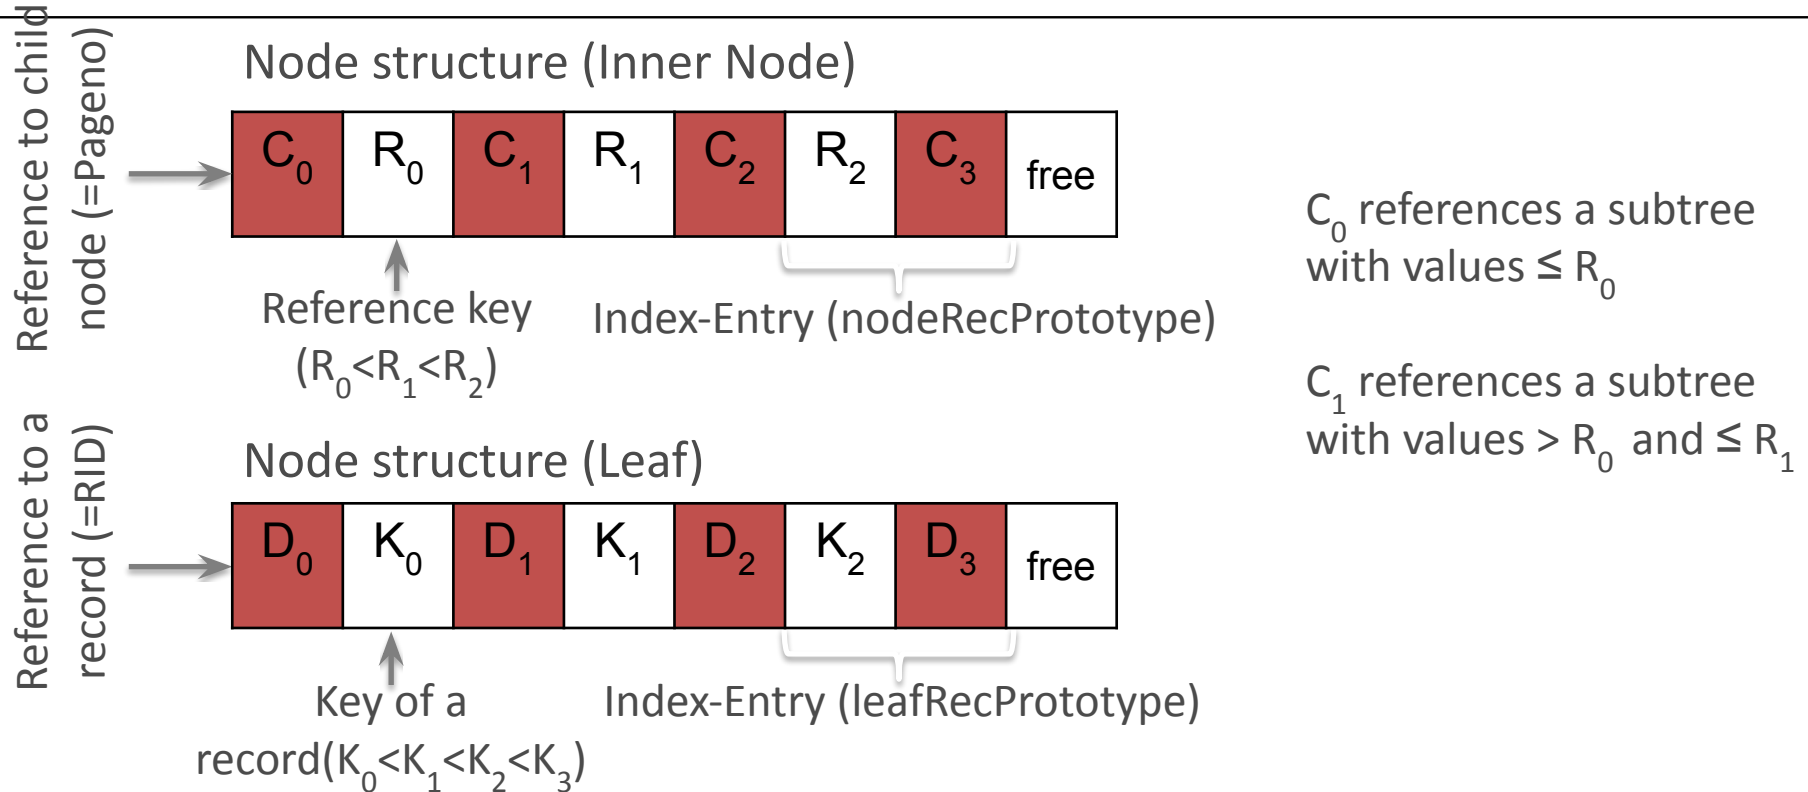 Reference to child
node (=Pageno)
Node structure (Inner Node)
C0 R0 C1 R1 C2 R2 C3 free
Reference key
(R0<R1<R2)
Index-Entry (nodeRecPrototype)
C0 references a subtree
with values ≤ R0
C1 references a subtree
with values > R0 and ≤ R1
Reference to a
record (=RID)
Node structure (Leaf)
D0 K0 D1 K1 D2 K2 D3 free
Key of a
record(K0<K1<K2<K3)
Index-Entry (leafRecPrototype)